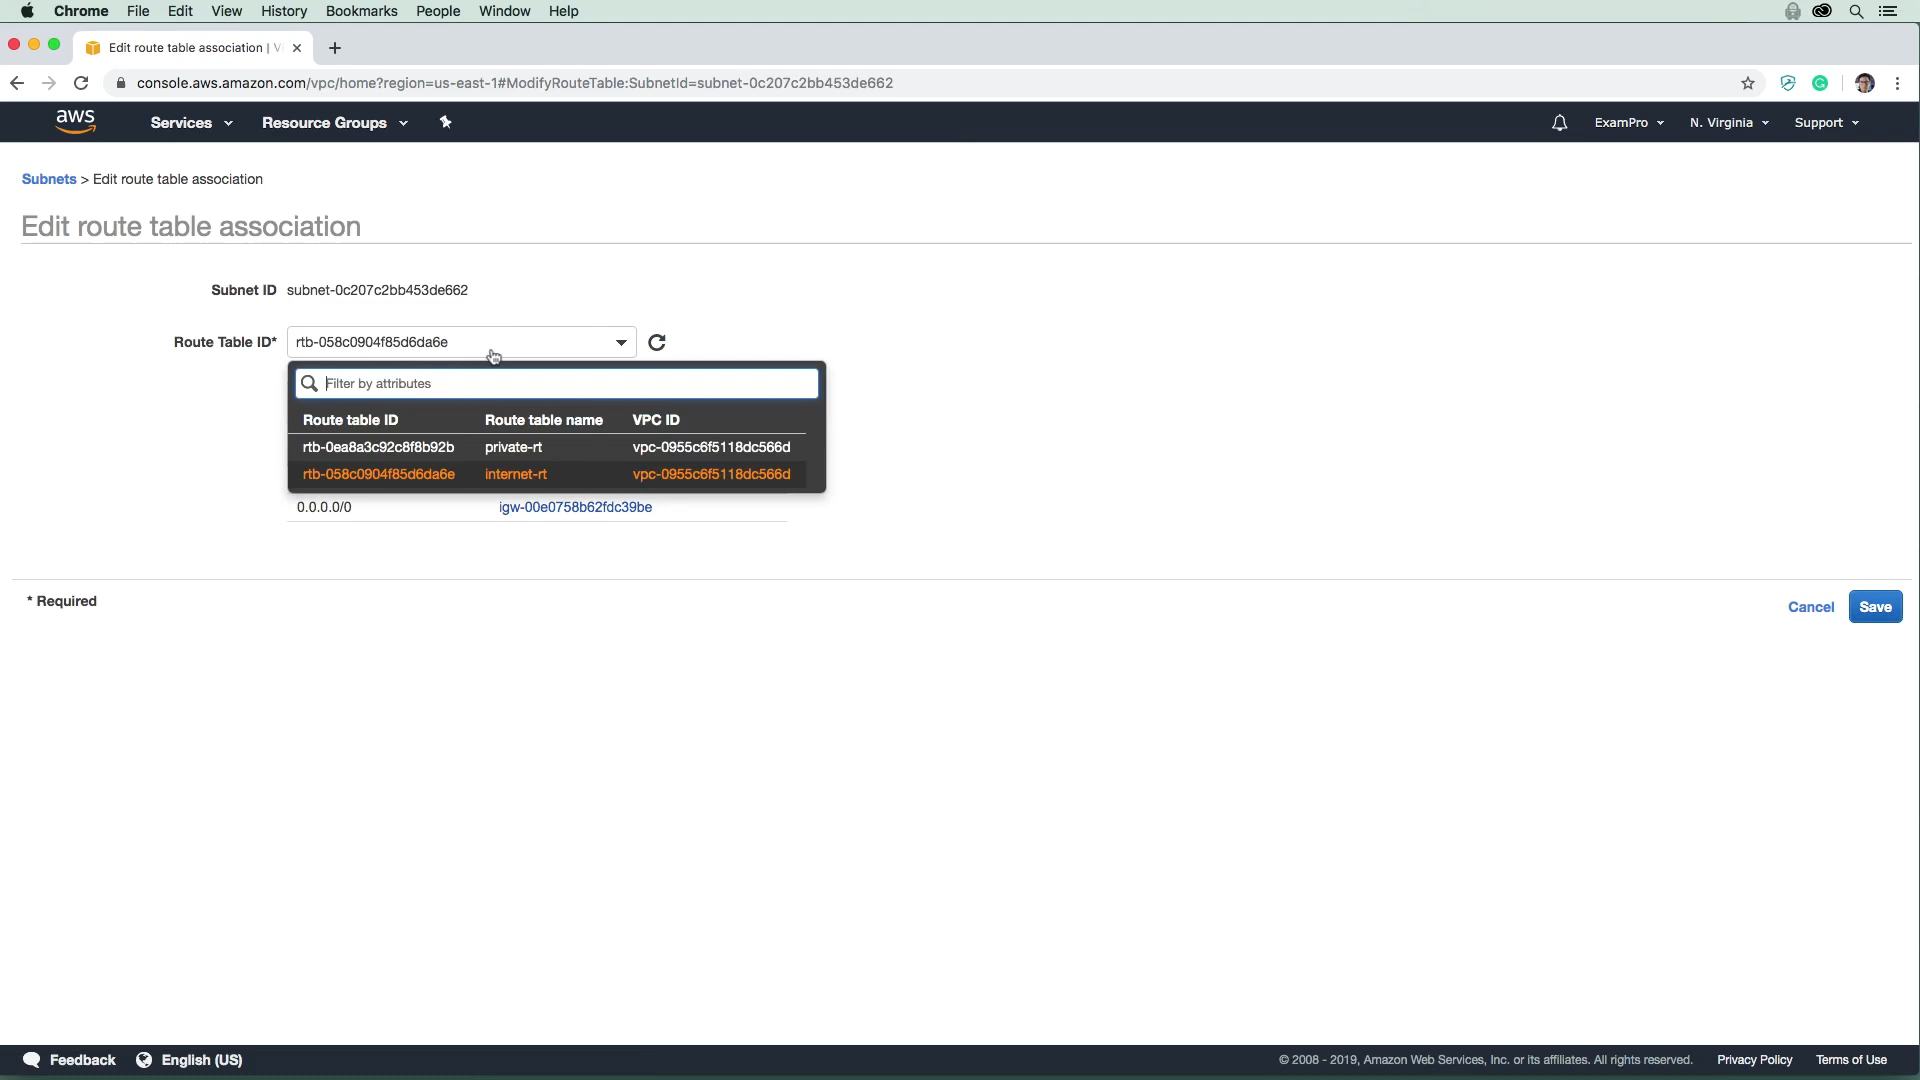 Chrome File Edit View History Bookmarks People Window Help
Edit route table association | V
console.aws.amazon.com/vpc/home?region=us-east-1#ModifyRouteTable:SubnetId=subnet-0c207c2bb453de662
aws Services Resource Groups ExamPro N. Virginia Support
Subnets > Edit route table association
Edit route table association
Subnet ID subnet-0c207c2bb453de662
Route Table ID* rtb-058c0904f85d6da6e
Filter by attributes
Route table ID Route table name VPC ID
rtb-0ea8a3c92c8f8b92b private-rt vpc-0955c6f5118dc566d
rtb-058c0904f85d6da6e internet-rt vpc-0955c6f5118dc566d
0.0.0.0/0 igw-00e0758b62fdc39be
* Required
Cancel Save
Feedback English (US) © 2008 - 2019, Amazon Web Services, Inc. or its affiliates. All rights reserved. Privacy Policy Terms of Use